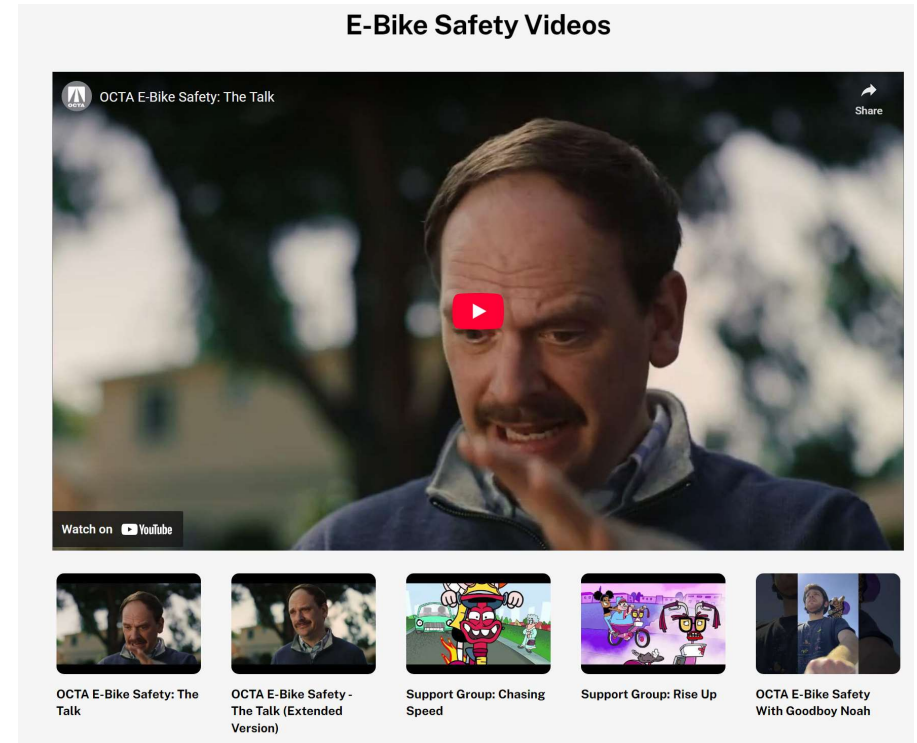 E-Bike Safety Videos
OCTA
OCTA E-Bike Safety: The Talk
Share
Watch on YouTube
OCTA E-Bike Safety: The
Talk
OCTA E-Bike Safety -
The Talk (Extended
Version)
Support Group: Chasing
Speed
Support Group: Rise Up
OCTA E-Bike Safety
With Goodboy Noah